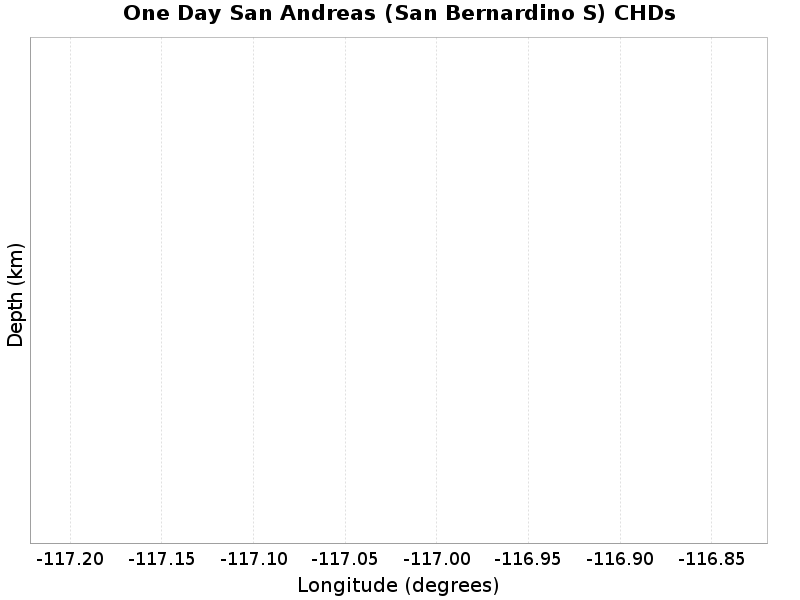 One Day San Andreas (San Bernardino S) CHDs
Depth (km)
-117.20 -117.15 -117.10 -117.05 -117.00 -116.95 -116.90 -116.85
Longitude (degrees)